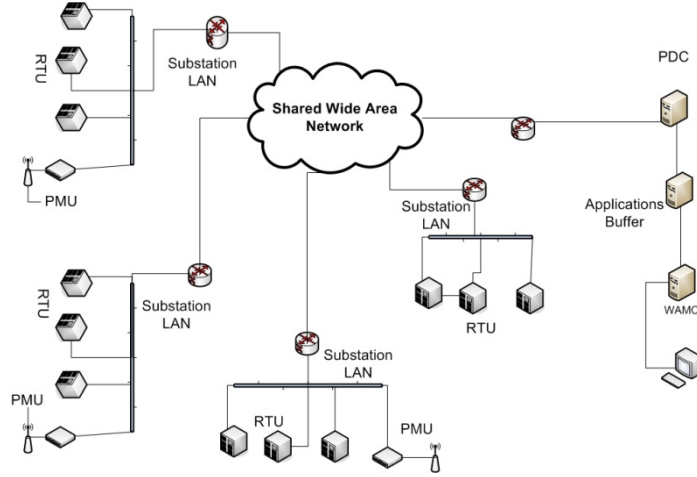 RTU
Substation
LAN
PDC
Shared Wide Area
Network
PMU
Substation
LAN
Applications
Buffer
RTU
Substation
LAN
WAMC
RTU
Substation
LAN
PMU
RTU
PMU